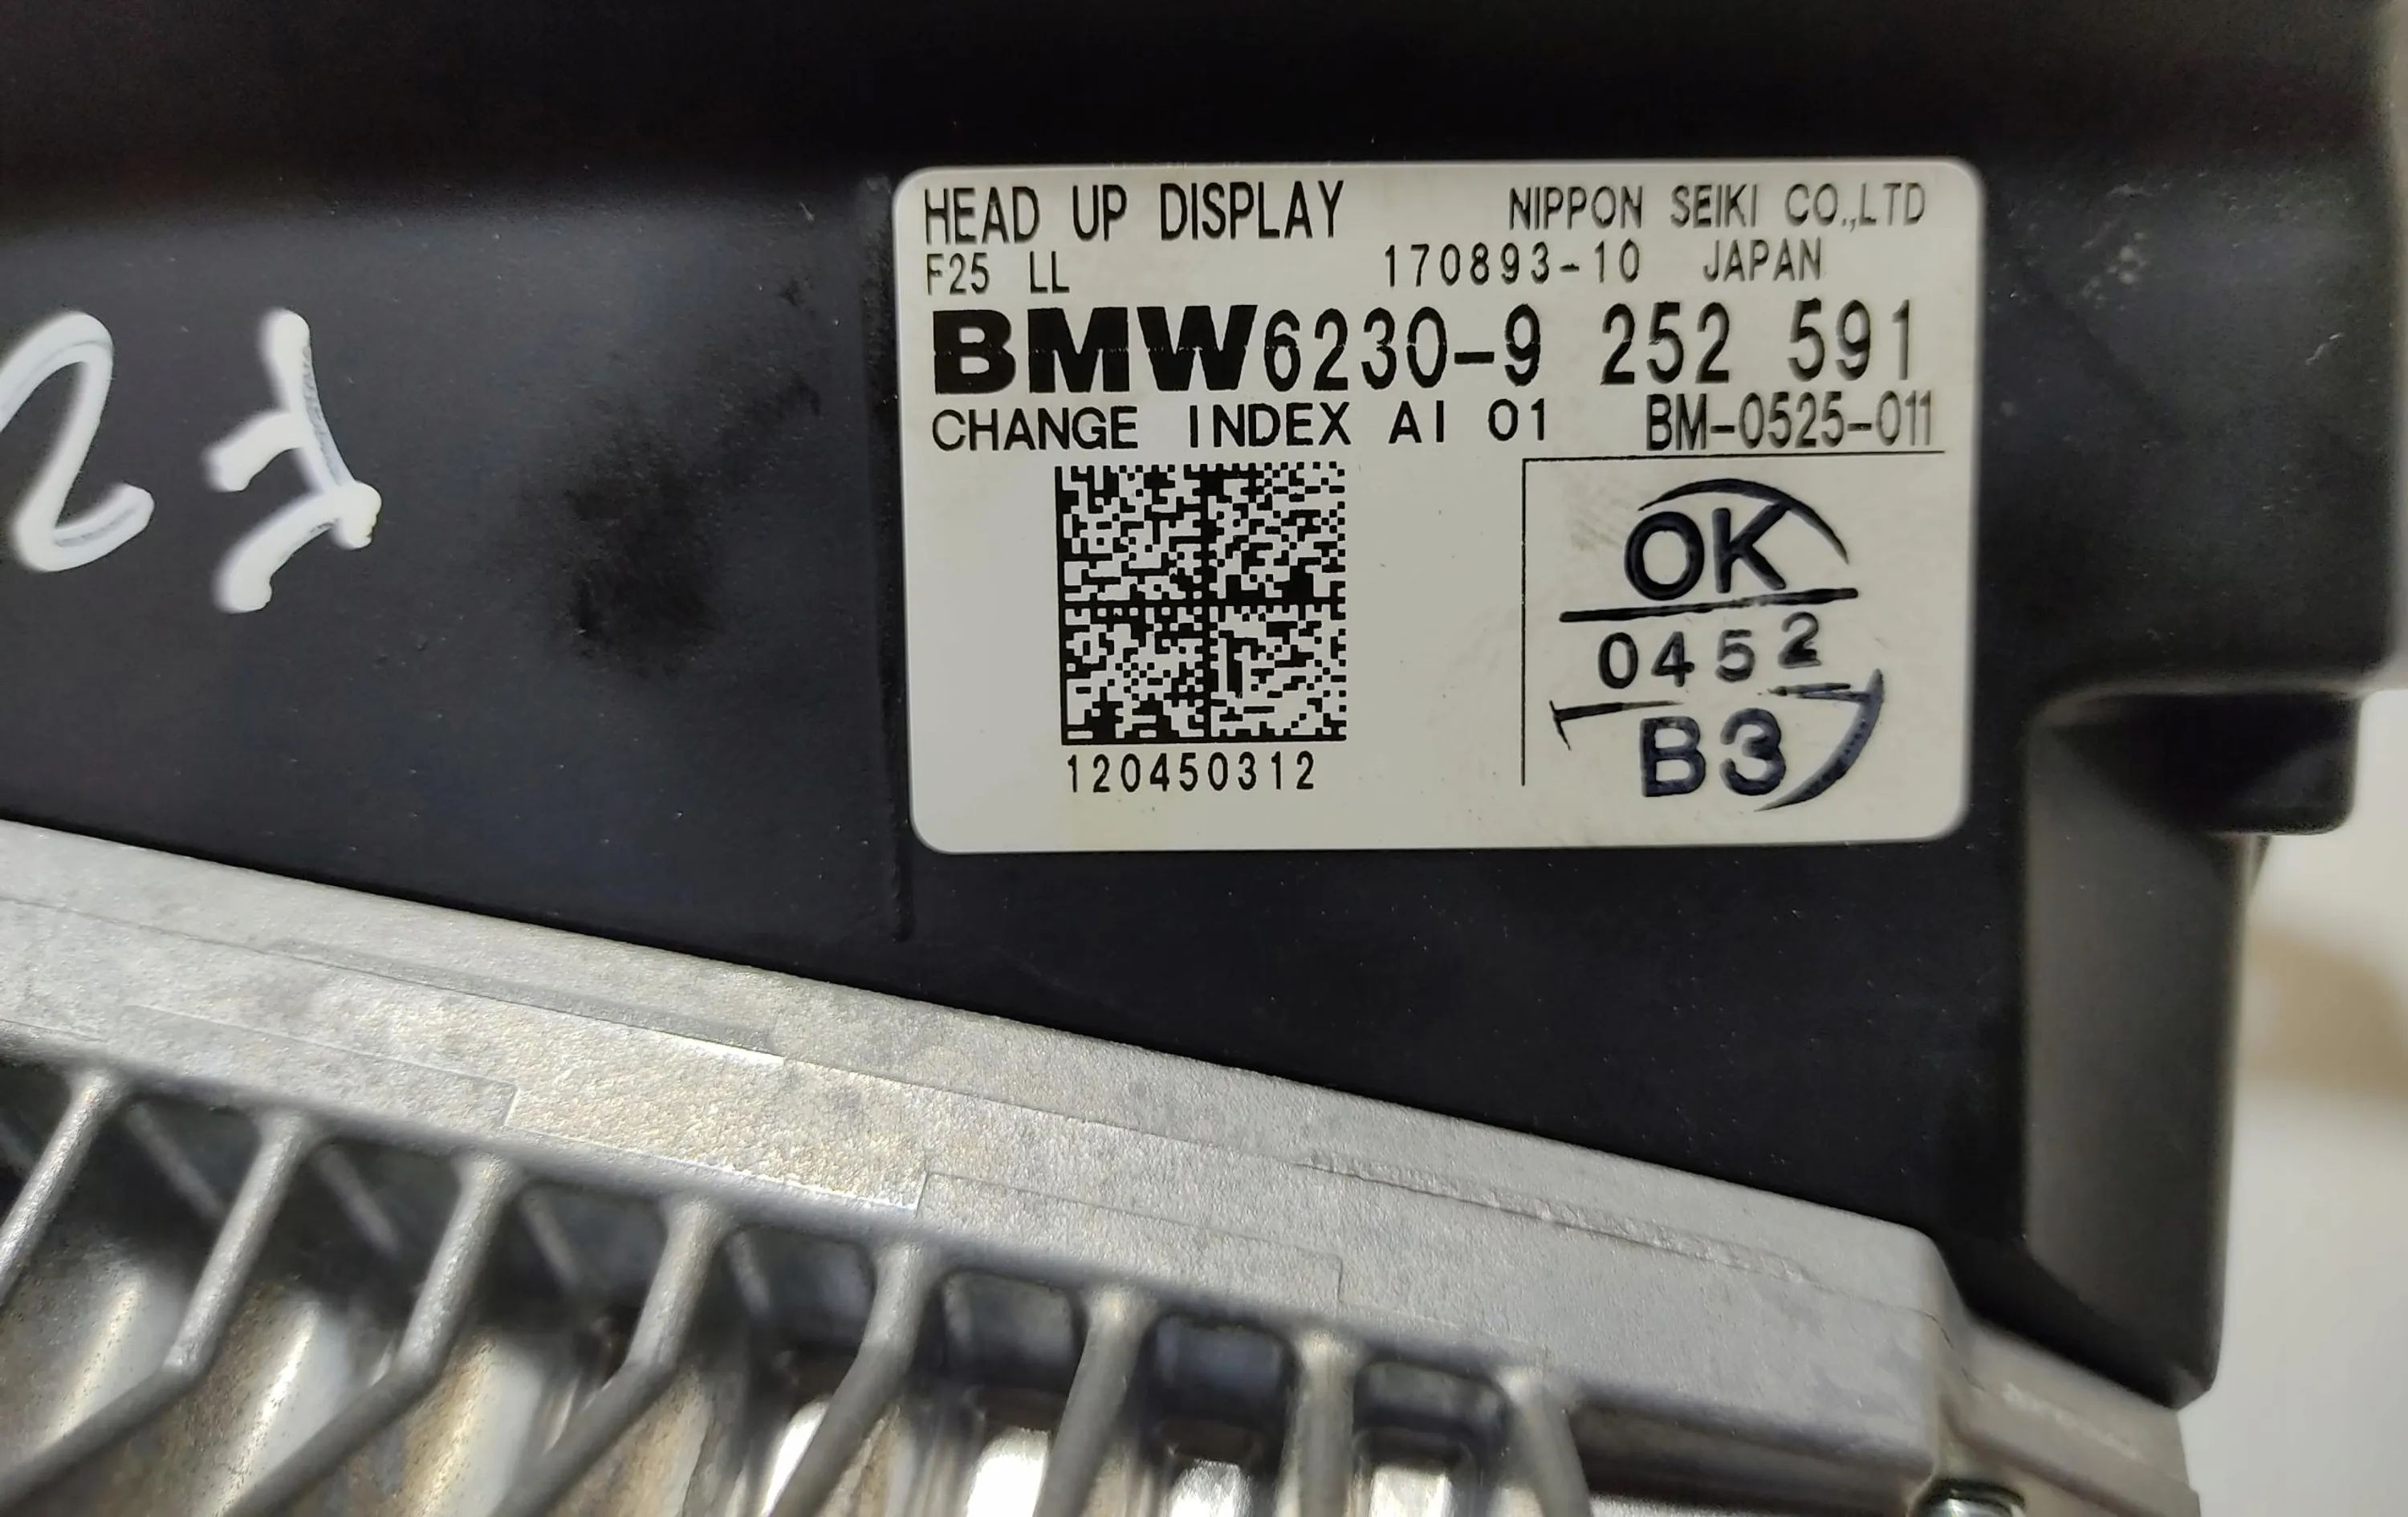 HEAD UP DISPLAY NIPPON SEIKI CO.,LTD
F25 LL 170893-10 JAPAN
BMW6230-9 252 591
CHANGE INDEX AI 01 BM-0525-011
OK
0452
B3
120450312
F2